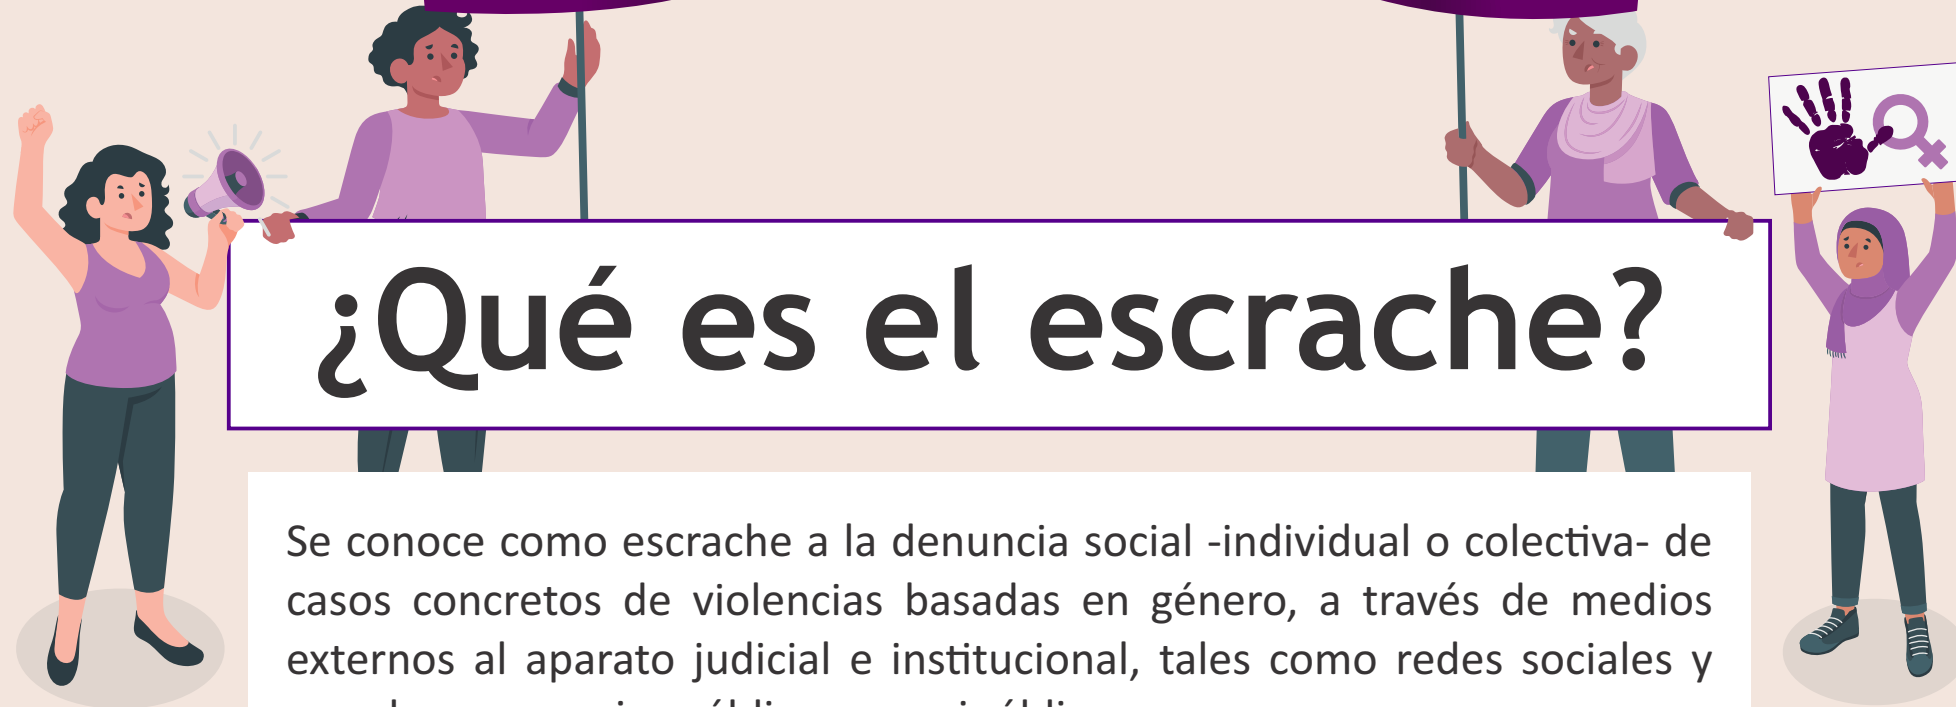 ¿Qué es el escrache?
Se conoce como escrache a la denuncia social -individual o colectiva- de
casos concretos de violencias basadas en género, a través de medios
externos al aparato judicial e institucional, tales como redes sociales y